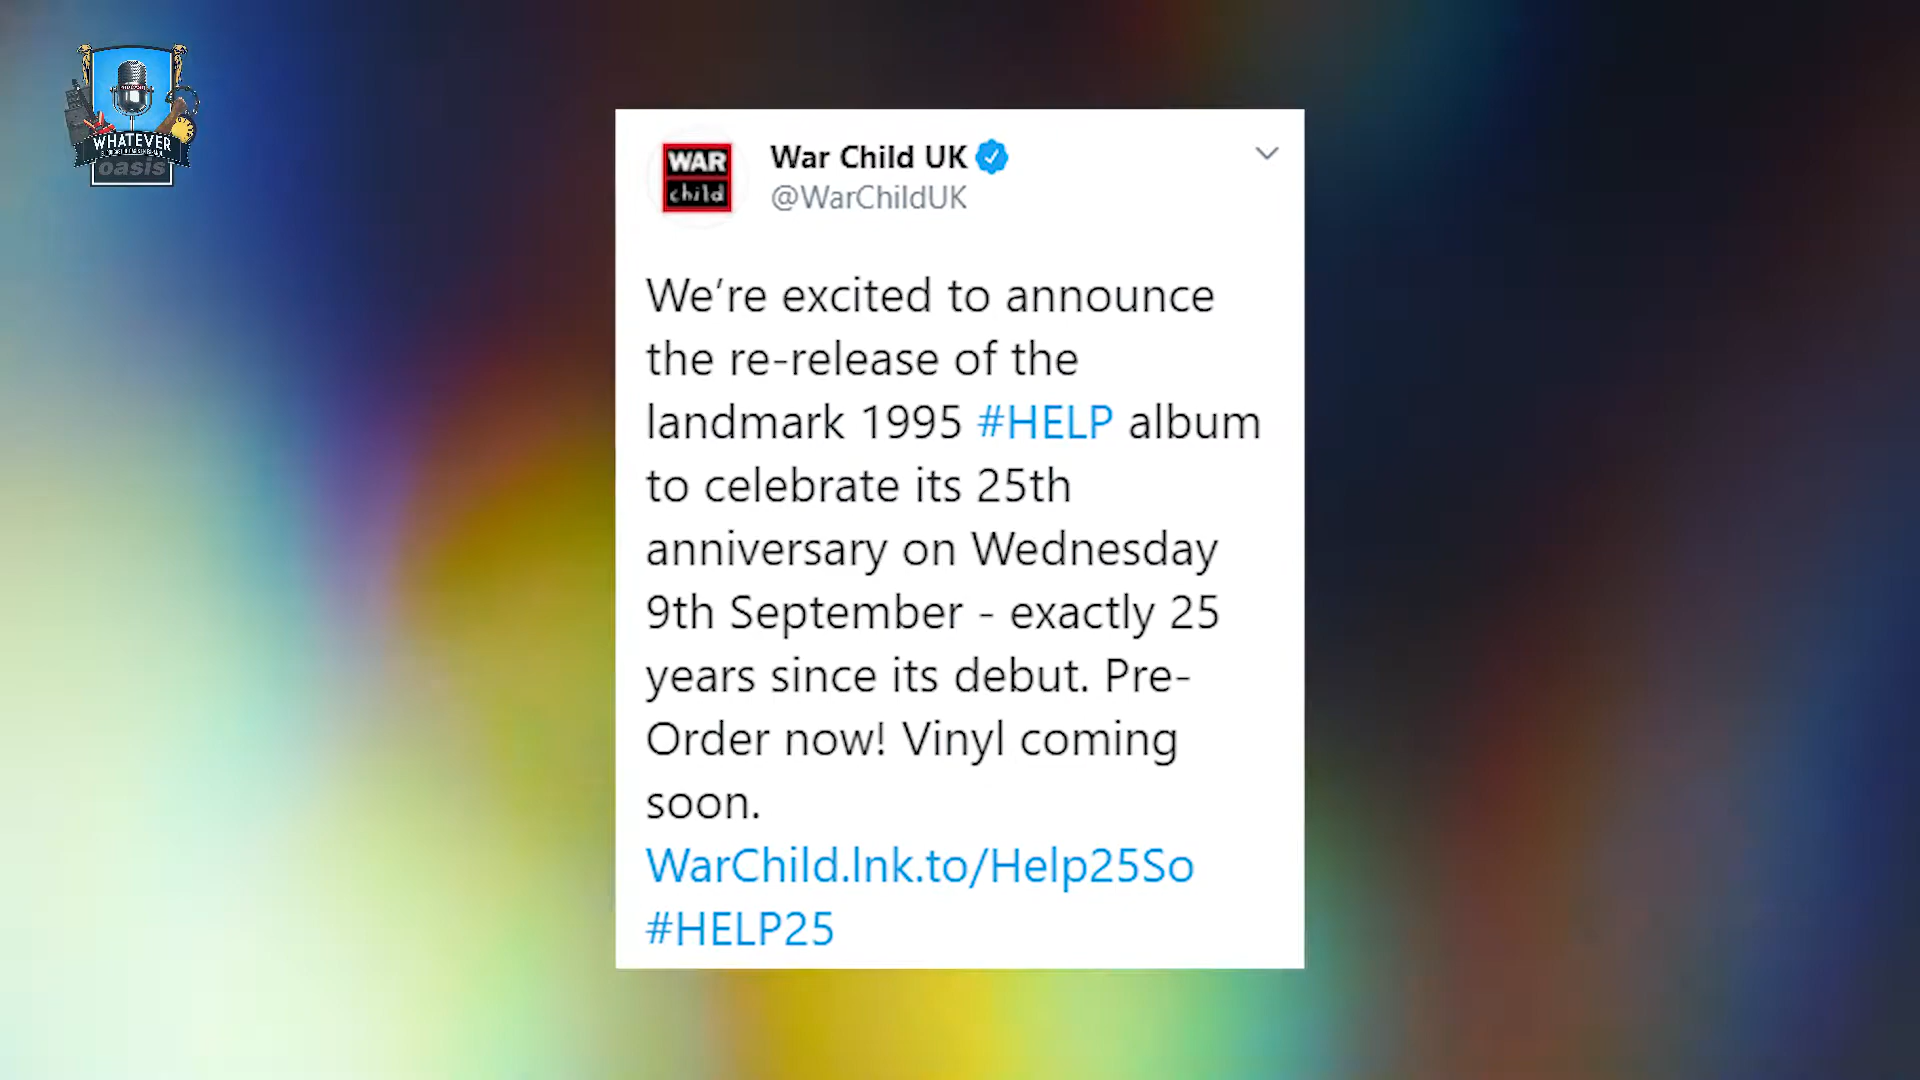 WHATEVER
oasis
WAR
child
War Child UK
@WarChildUK
We’re excited to announce
the re-release of the
landmark 1995 #HELP album
to celebrate its 25th
anniversary on Wednesday
9th September - exactly 25
years since its debut. Pre-
Order now! Vinyl coming
soon.
WarChild.lnk.to/Help25So
#HELP25